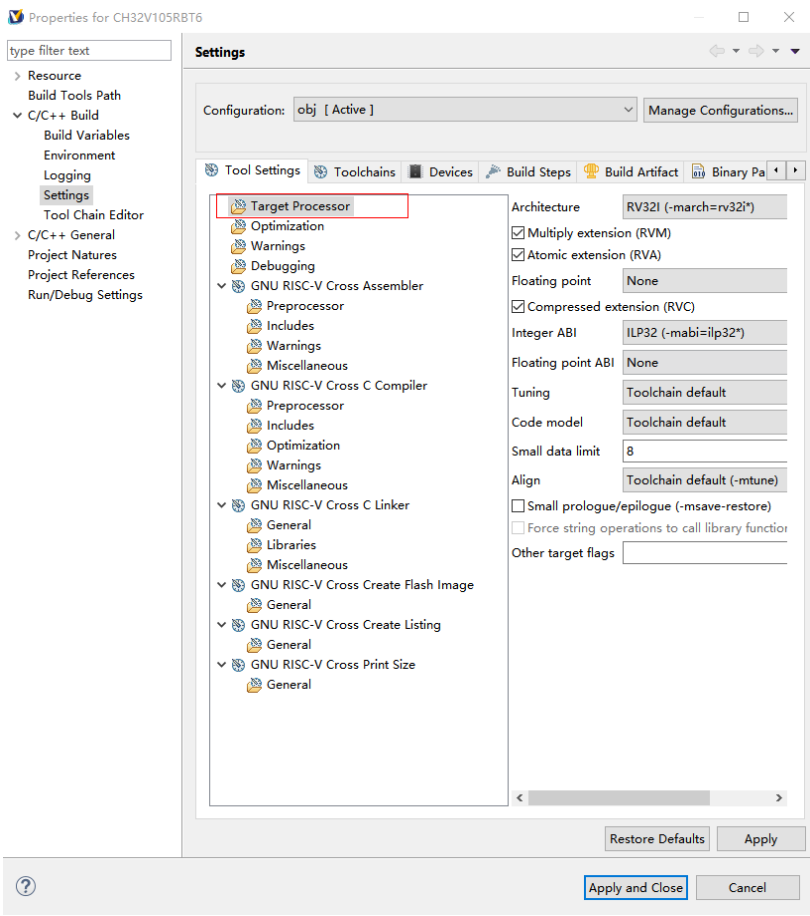 Properties for CH32V105RBT6
type filter text
Resource
Build Tools Path
C/C++ Build
Build Variables
Environment
Logging
Settings
Tool Chain Editor
C/C++ General
Project Natures
Project References
Run/Debug Settings
Settings
Configuration: obj [ Active ] Manage Configurations...
Tool Settings Toolchains Devices Build Steps Build Artifact Binary Pa
Target Processor
Optimization
Warnings
Debugging
GNU RISC-V Cross Assembler
Preprocessor
Includes
Warnings
Miscellaneous
GNU RISC-V Cross C Compiler
Preprocessor
Includes
Optimization
Warnings
Miscellaneous
GNU RISC-V Cross C Linker
General
Libraries
Miscellaneous
GNU RISC-V Cross Create Flash Image
General
GNU RISC-V Cross Create Listing
General
GNU RISC-V Cross Print Size
General
Architecture RV32I (-march=rv32i*)
Multiply extension (RVM)
Atomic extension (RVA)
Floating point None
Compressed extension (RVC)
Integer ABI ILP32 (-mabi=ilp32*)
Floating point ABI None
Tuning Toolchain default
Code model Toolchain default
Small data limit 8
Align Toolchain default (-mtune)
Small prologue/epilogue (-msave-restore)
Force string operations to call library function
Other target flags
Restore Defaults Apply
? Apply and Close Cancel